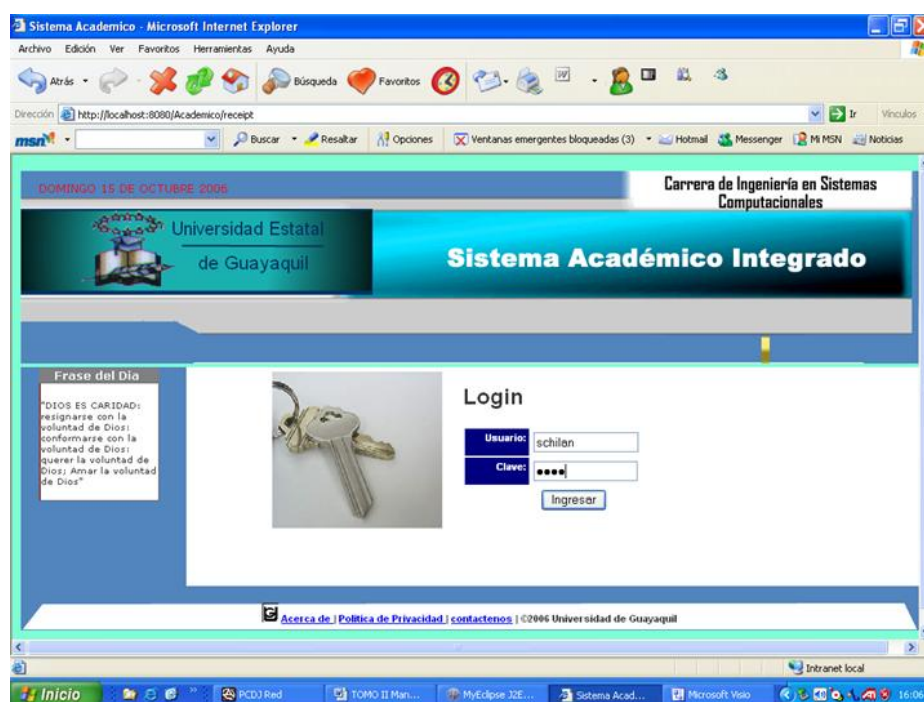 Sistema Academico - Microsoft Internet Explorer
Archivo Edición Ver Favoritos Herramientas Ayuda
Atrás Búsqueda Favoritos
Dirección http://localhost:8080/Academico/receipt Ir Vínculos
msn Buscar Resaltar Opciones Ventanas emergentes bloqueadas (3) Hotmail Messenger Mi MSN Noticias
DOMINGO 15 DE OCTUBRE 2006
Carrera de Ingeniería en Sistemas
Computacionales
Universidad Estatal
de Guayaquil
Sistema Académico Integrado
Frase del Dia
"DIOS ES CARIDAD:
resignarse con la
voluntad de Dios:
conformarse con la
voluntad de Dios:
querer la voluntad de
Dios; Amar la voluntad
de Dios"
Login
Usuario: schilan
Clave: ●●●●
Ingresar
Acerca de | Politica de Privacidad | contactenos | ©2006 Universidad de Guayaquil
Intranet local
Inicio PCDJ Red TOMO II Man... MyEclipse J2E... Sistema Acad... Microsoft Visio 16:06